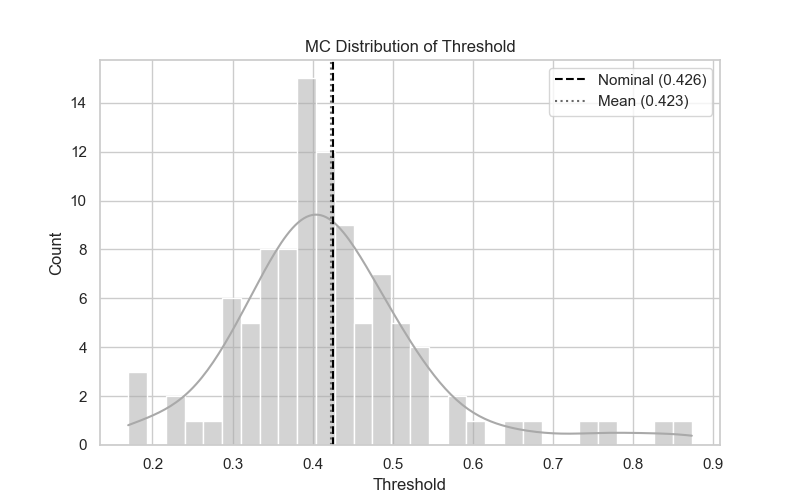 MC Distribution of Threshold
Nominal (0.426)
Mean (0.423)
Count
14
12
10
8
6
4
2
0
0.2 0.3 0.4 0.5 0.6 0.7 0.8 0.9
Threshold